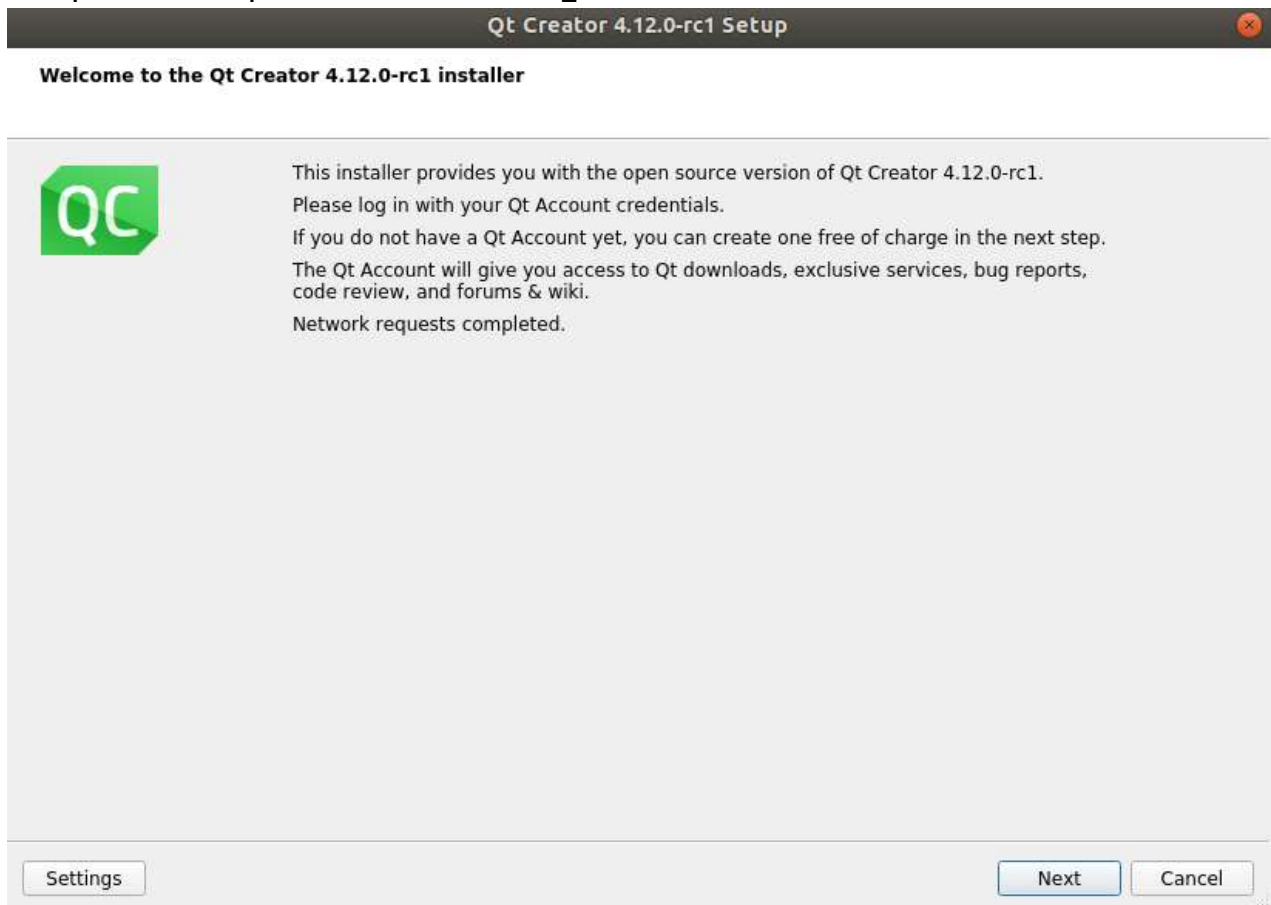 Qt Creator 4.12.0-rc1 Setup
Welcome to the Qt Creator 4.12.0-rc1 installer
QC
This installer provides you with the open source version of Qt Creator 4.12.0-rc1.
Please log in with your Qt Account credentials.
If you do not have a Qt Account yet, you can create one free of charge in the next step.
The Qt Account will give you access to Qt downloads, exclusive services, bug reports,
code review, and forums & wiki.
Network requests completed.
Settings
Next
Cancel